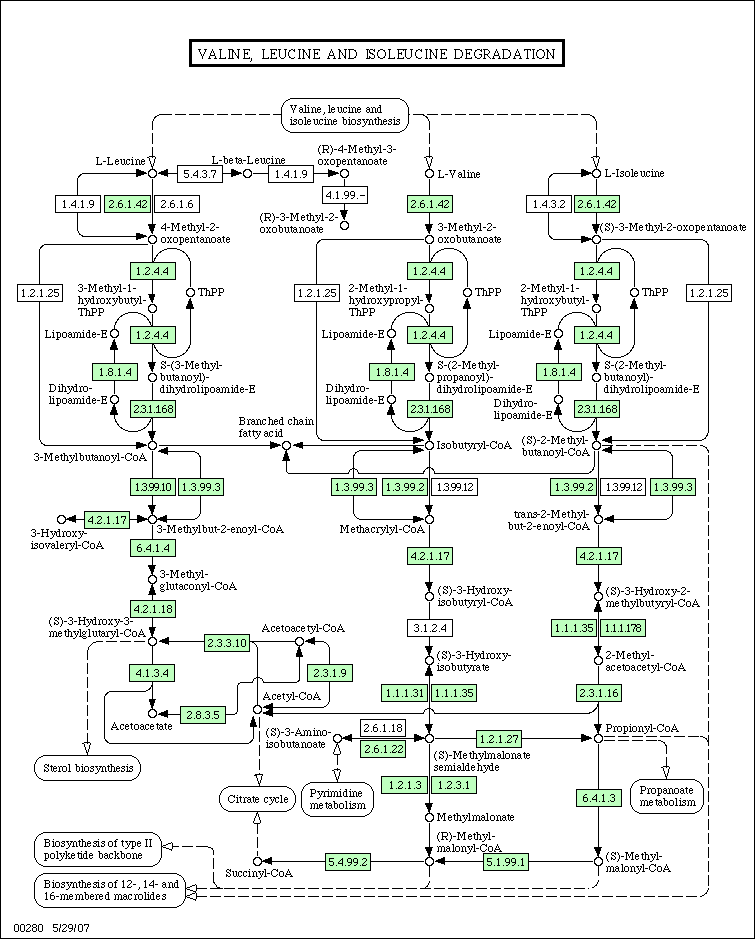 VALINE, LEUCINE AND ISOLEUCINE DEGRADATION
Valine, leucine and
isoleucine biosynthesis
L-Leucine
5.4.3.7
L-beta-Leucine
1.4.1.9
(R)-4-Methyl-3-
oxopentanoate
L-Valine
L-Isoleucine
1.4.1.9
2.6.1.42
2.6.1.6
4.1.99.-
2.6.1.42
1.4.3.2
2.6.1.42
(R)-3-Methyl-2-
oxobutanoate
4-Methyl-2-
oxopentanoate
3-Methyl-2-
oxobutanoate
(S)-3-Methyl-2-oxopentanoate
1.2.4.4
1.2.4.4
1.2.4.4
1.2.1.25
ThPP
1.2.1.25
ThPP
ThPP
1.2.1.25
3-Methyl-1-
hydroxybutyl-
ThPP
2-Methyl-1-
hydroxypropyl-
ThPP
2-Methyl-1-
hydroxybutyl-
ThPP
Lipoamide-E
1.2.4.4
Lipoamide-E
1.2.4.4
Lipoamide-E
1.2.4.4
1.8.1.4
S-(3-Methyl-
butanoyl)-
dihydrolipoamide-E
1.8.1.4
S-(2-Methyl-
propanoyl)-
dihydrolipoamide-E
1.8.1.4
S-(2-Methyl-
butanoyl)-
dihydrolipoamide-E
Dihydro-
lipoamide-E
Dihydro-
lipoamide-E
Dihydro-
lipoamide-E
2.3.1.168
2.3.1.168
2.3.1.168
Branched chain
fatty acid
3-Methylbutanoyl-CoA
Isobutyryl-CoA
(S)-2-Methyl-
butanoyl-CoA
1.3.99.10
1.3.99.3
1.3.99.3
1.3.99.2
1.3.99.12
1.3.99.2
1.3.99.12
1.3.99.3
4.2.1.17
3-Hydroxy-
isovaleryl-CoA
3-Methylbut-2-enoyl-CoA
Methacrylyl-CoA
trans-2-Methyl-
but-2-enoyl-CoA
6.4.1.4
4.2.1.17
4.2.1.17
3-Methyl-
glutaconyl-CoA
(S)-3-Hydroxy-
isobutyryl-CoA
(S)-3-Hydroxy-2-
methylbutyryl-CoA
4.2.1.18
(S)-3-Hydroxy-3-
methylglutaryl-CoA
2.3.3.10
Acetoacetyl-CoA
3.1.2.4
1.1.1.35
1.1.1.178
(S)-3-Hydroxy-
isobutyrate
2-Methyl-
acetoacetyl-CoA
4.1.3.4
2.3.1.9
1.1.1.31
1.1.1.35
2.3.1.16
Acetyl-CoA
2.8.3.5
Acetoacetate
(S)-3-Amino-
isobutanoate
2.6.1.18
2.6.1.22
1.2.1.27
Propionyl-CoA
(S)-Methylmalonate
semialdehyde
Sterol biosynthesis
Citrate cycle
Pyrimidine
metabolism
1.2.1.3
1.2.3.1
6.4.1.3
Propanoate
metabolism
Methylmalonate
Biosynthesis of type II
polyketide backbone
(R)-Methyl-
malonyl-CoA
Succinyl-CoA
5.4.99.2
5.1.99.1
(S)-Methyl-
malonyl-CoA
Biosynthesis of 12-, 14- and
16-membered macrolides
00280 5/29/07